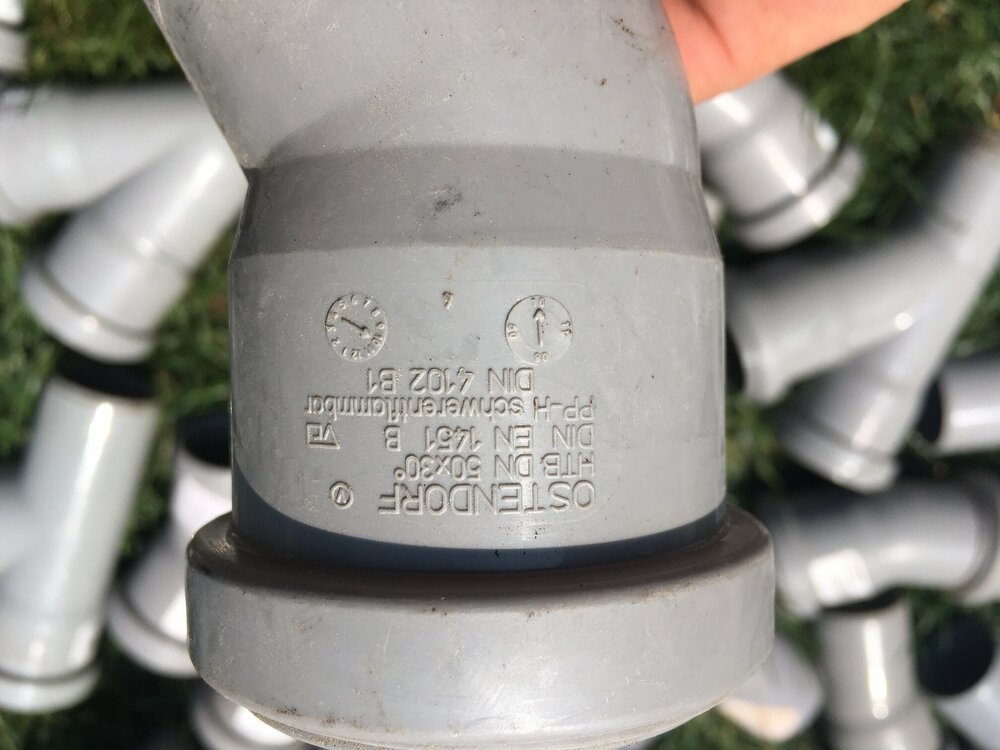 OSTENDORF
HTB DN 50x30°
DIN EN 1451 B
PP-H schwerentflammbar
DIN 4102 B1